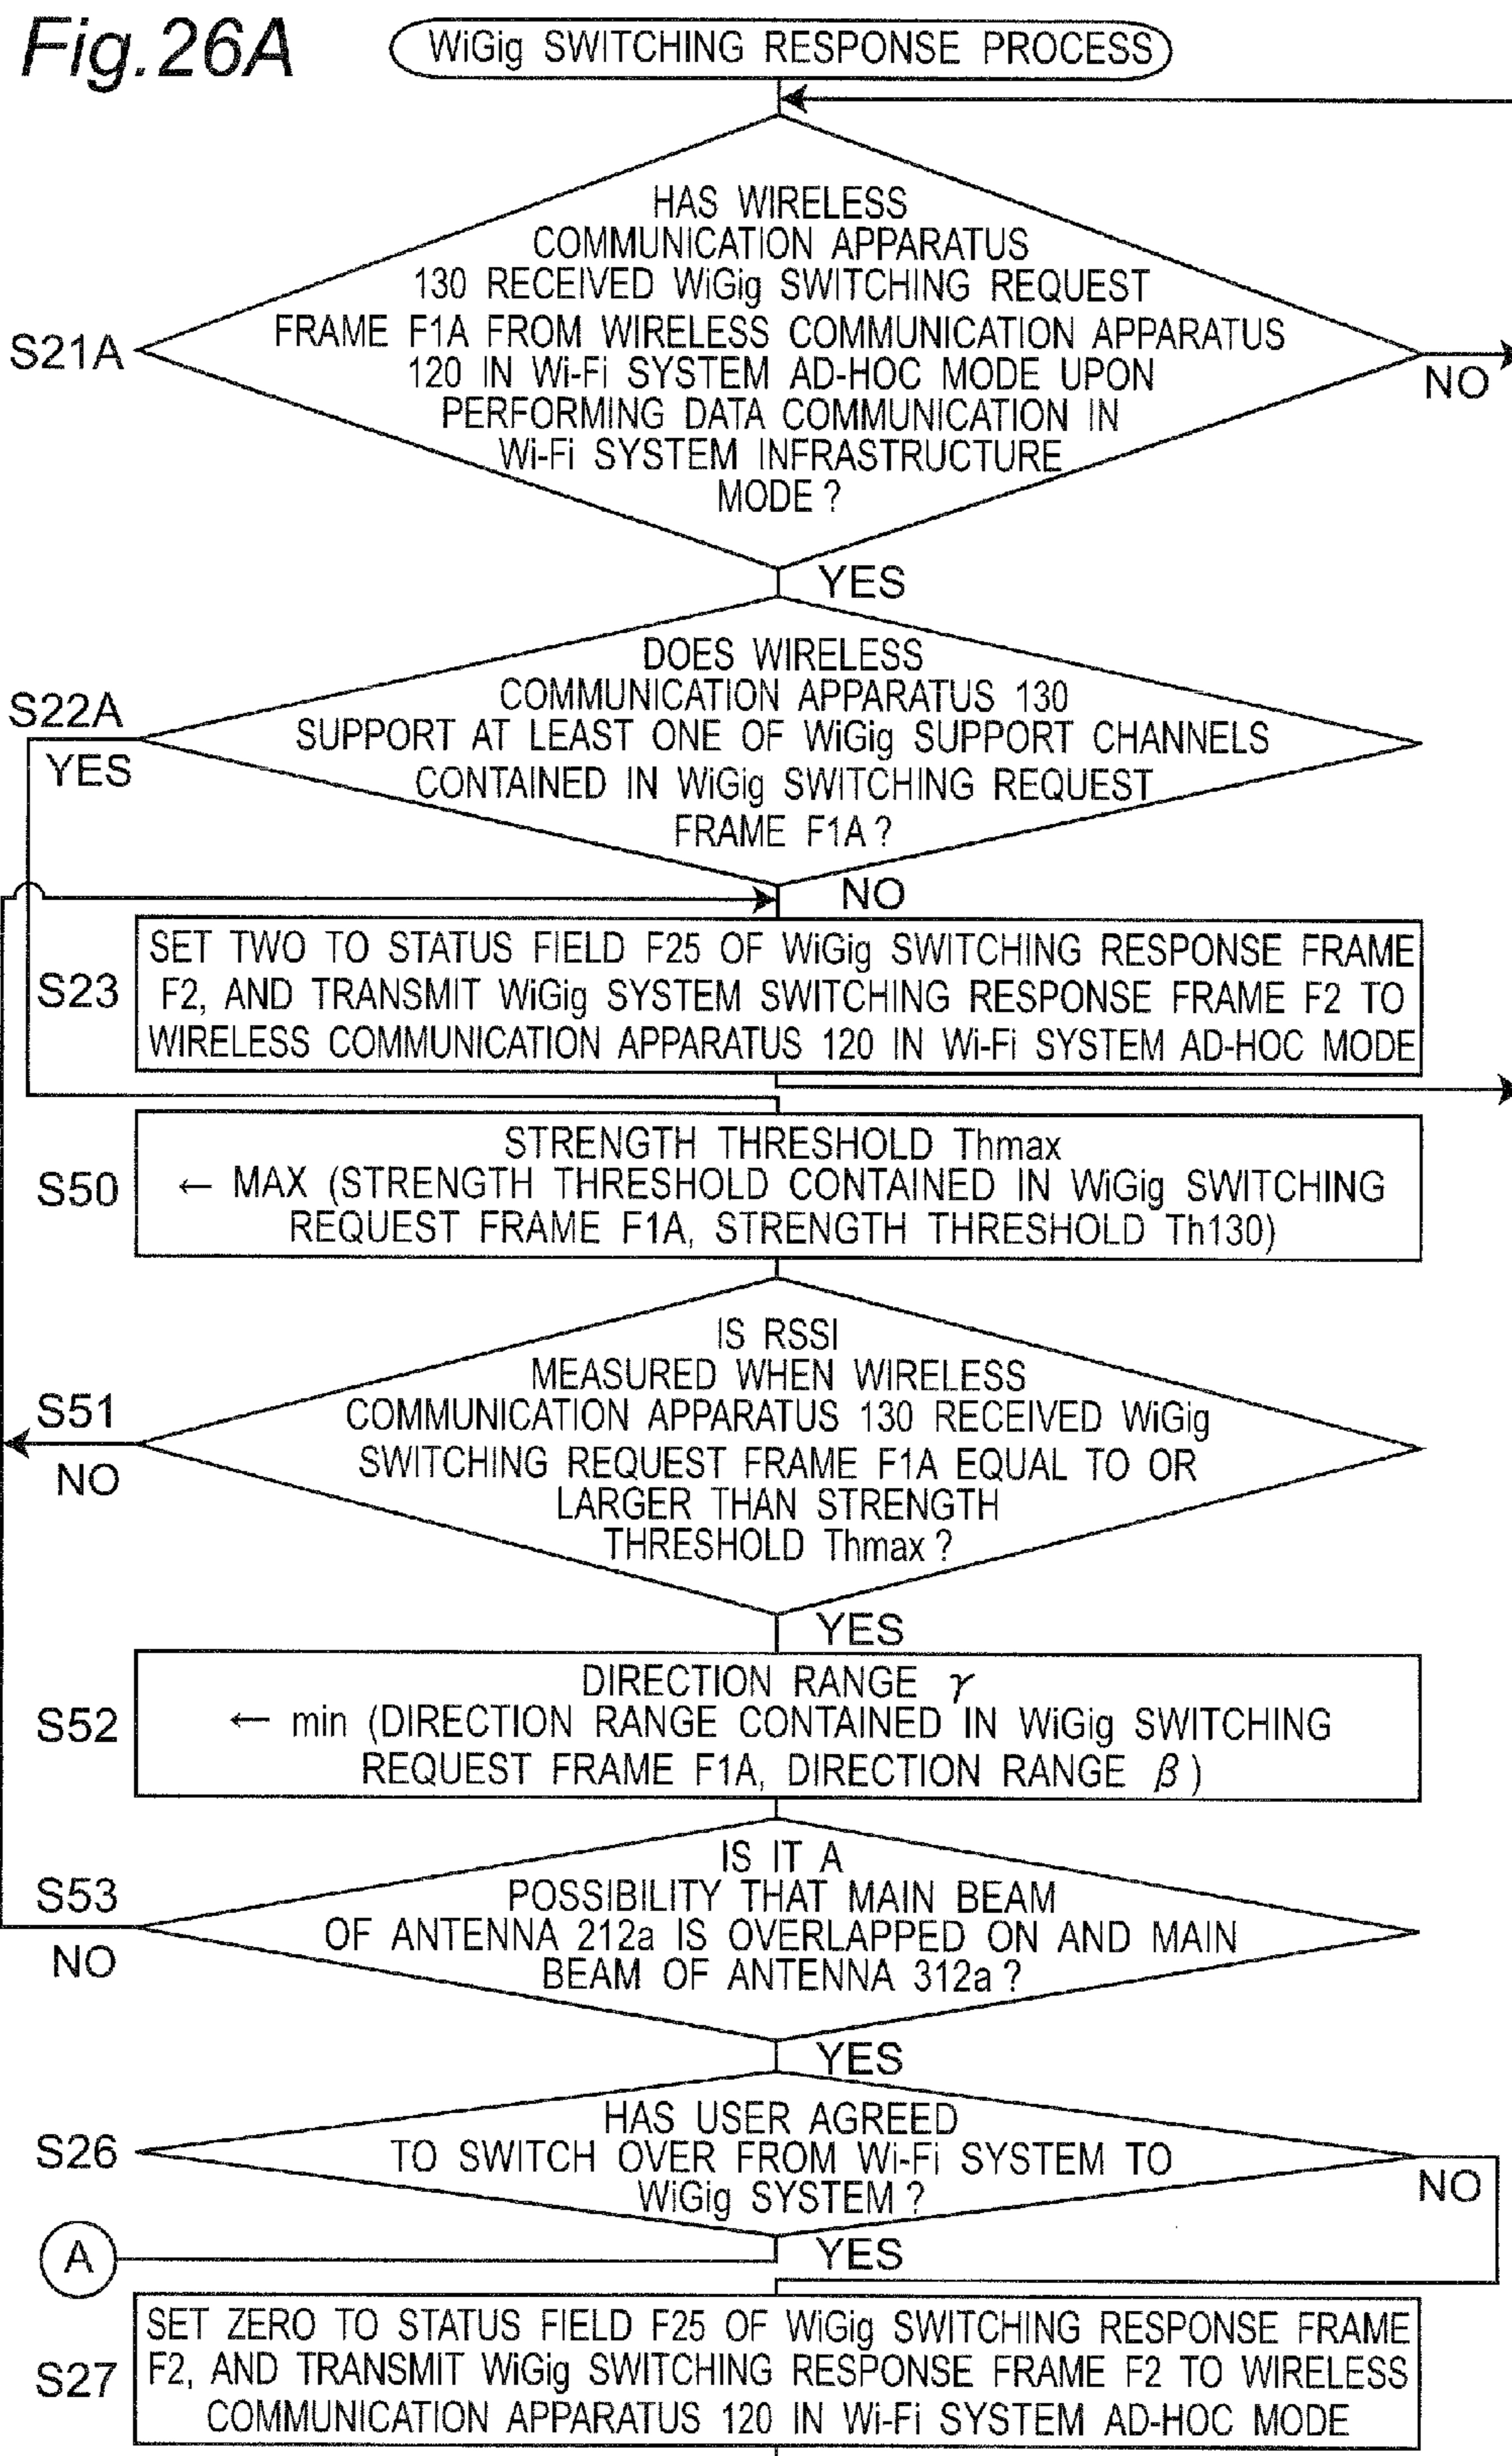 Fig.26A
WiGig SWITCHING RESPONSE PROCESS
S21A
HAS WIRELESS
COMMUNICATION APPARATUS
130 RECEIVED WiGig SWITCHING REQUEST
FRAME F1A FROM WIRELESS COMMUNICATION APPARATUS
120 IN Wi-Fi SYSTEM AD-HOC MODE UPON
PERFORMING DATA COMMUNICATION IN
Wi-Fi SYSTEM INFRASTRUCTURE
MODE?
NO
YES
S22A
YES
DOES WIRELESS
COMMUNICATION APPARATUS 130
SUPPORT AT LEAST ONE OF WiGig SUPPORT CHANNELS
CONTAINED IN WiGig SWITCHING REQUEST
FRAME F1A?
NO
S23
SET TWO TO STATUS FIELD F25 OF WiGig SWITCHING RESPONSE FRAME
F2, AND TRANSMIT WiGig SYSTEM SWITCHING RESPONSE FRAME F2 TO
WIRELESS COMMUNICATION APPARATUS 120 IN Wi-Fi SYSTEM AD-HOC MODE
S50
STRENGTH THRESHOLD Thmax
← MAX (STRENGTH THRESHOLD CONTAINED IN WiGig SWITCHING
REQUEST FRAME F1A, STRENGTH THRESHOLD Th130)
S51
NO
IS RSSI
MEASURED WHEN WIRELESS
COMMUNICATION APPARATUS 130 RECEIVED WiGig
SWITCHING REQUEST FRAME F1A EQUAL TO OR
LARGER THAN STRENGTH
THRESHOLD Thmax?
YES
S52
DIRECTION RANGE γ
← min (DIRECTION RANGE CONTAINED IN WiGig SWITCHING
REQUEST FRAME F1A, DIRECTION RANGE β)
S53
NO
IS IT A
POSSIBILITY THAT MAIN BEAM
OF ANTENNA 212a IS OVERLAPPED ON AND MAIN
BEAM OF ANTENNA 312a?
YES
S26
HAS USER AGREED
TO SWITCH OVER FROM Wi-Fi SYSTEM TO
WiGig SYSTEM?
NO
A
YES
S27
SET ZERO TO STATUS FIELD F25 OF WiGig SWITCHING RESPONSE FRAME
F2, AND TRANSMIT WiGig SWITCHING RESPONSE FRAME F2 TO WIRELESS
COMMUNICATION APPARATUS 120 IN Wi-Fi SYSTEM AD-HOC MODE